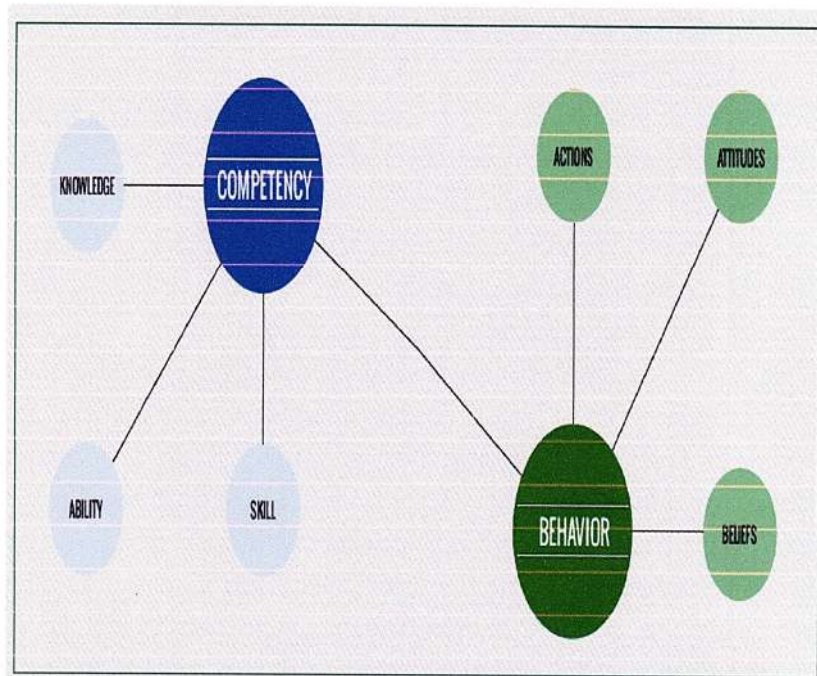 ACTIONS
ATTITUDES
KNOWLEDGE
COMPETENCY
ABILITY
SKILL
BEHAVIOR
BELIEFS